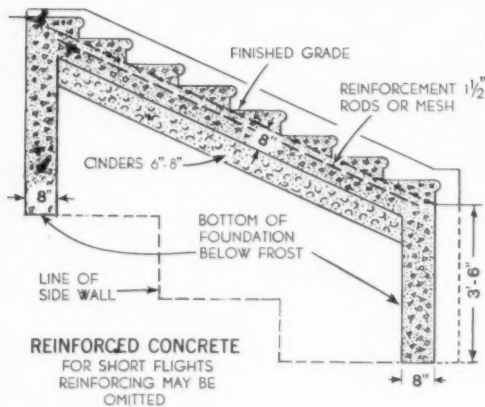 FINISHED GRADE
REINFORCEMENT 1½"
RODS OR MESH
8"
CINDERS 6"-8"
8"
BOTTOM OF
FOUNDATION
BELOW FROST
LINE OF
SIDE WALL
3'-6"
REINFORCED CONCRETE
FOR SHORT FLIGHTS
REINFORCING MAY BE
OMITTED
8"